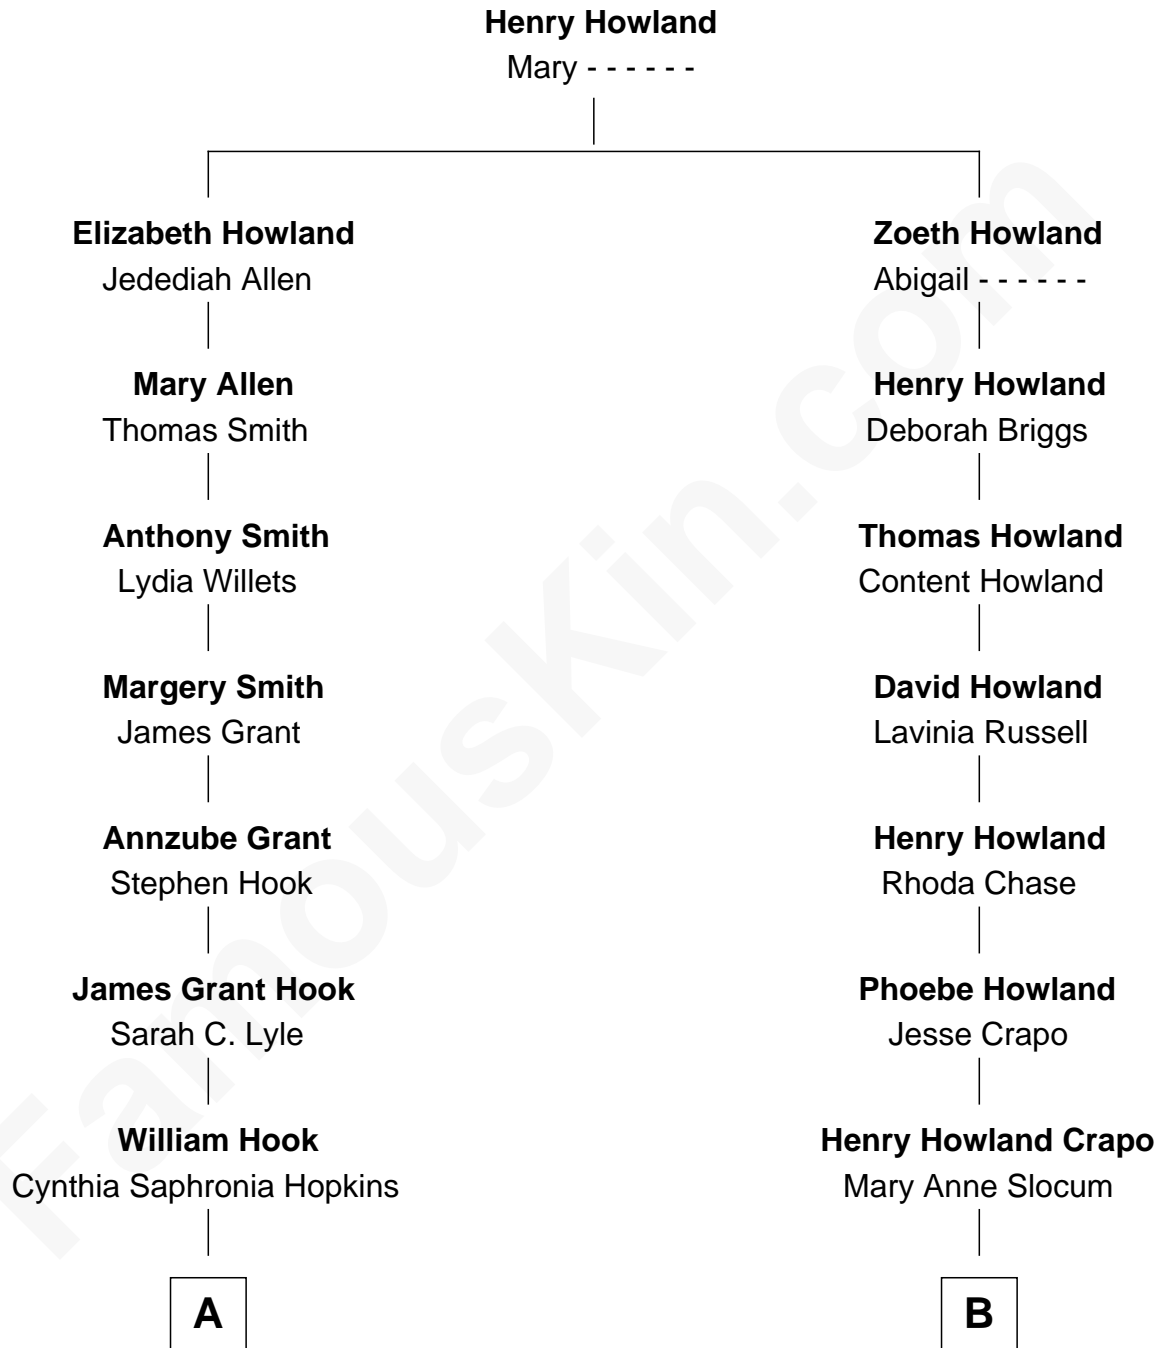 Henry Howland
Mary - - - - - -
Elizabeth Howland
Jedediah Allen
Zoeth Howland
Abigail - - - - - -
Mary Allen
Thomas Smith
Henry Howland
Deborah Briggs
Anthony Smith
Lydia Willets
Thomas Howland
Content Howland
Margery Smith
James Grant
David Howland
Lavinia Russell
Annzube Grant
Stephen Hook
Henry Howland
Rhoda Chase
James Grant Hook
Sarah C. Lyle
Phoebe Howland
Jesse Crapo
William Hook
Cynthia Saphronia Hopkins
Henry Howland Crapo
Mary Anne Slocum
A
B
FamousKin.com